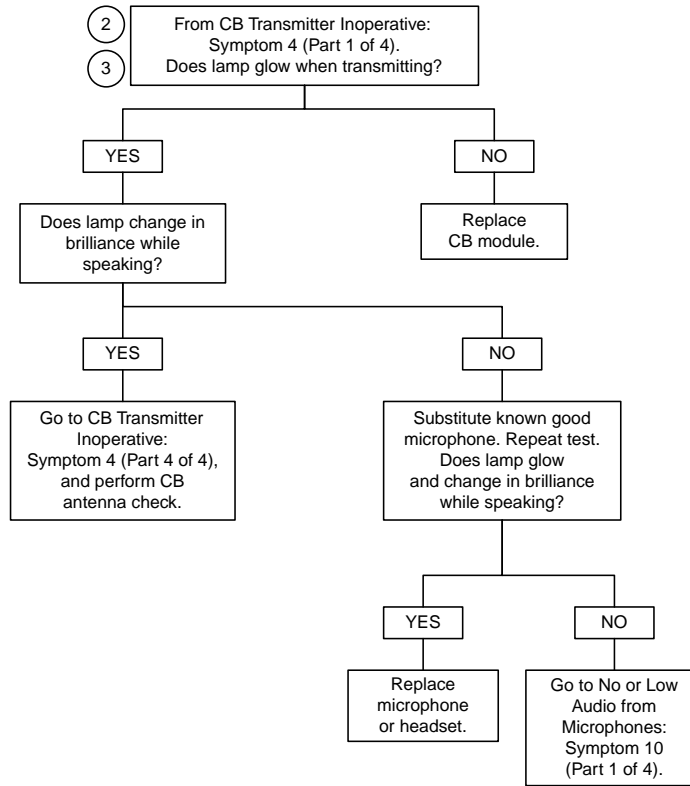 2
3
From CB Transmitter Inoperative:
Symptom 4 (Part 1 of 4).
Does lamp glow when transmitting?
YES
NO
Does lamp change in
brilliance while
speaking?
Replace
CB module.
YES
NO
Go to CB Transmitter
Inoperative:
Symptom 4 (Part 4 of 4),
and perform CB
antenna check.
Substitute known good
microphone. Repeat test.
Does lamp glow
and change in brilliance
while speaking?
YES
NO
Replace
microphone
or headset.
Go to No or Low
Audio from
Microphones:
Symptom 10
(Part 1 of 4).